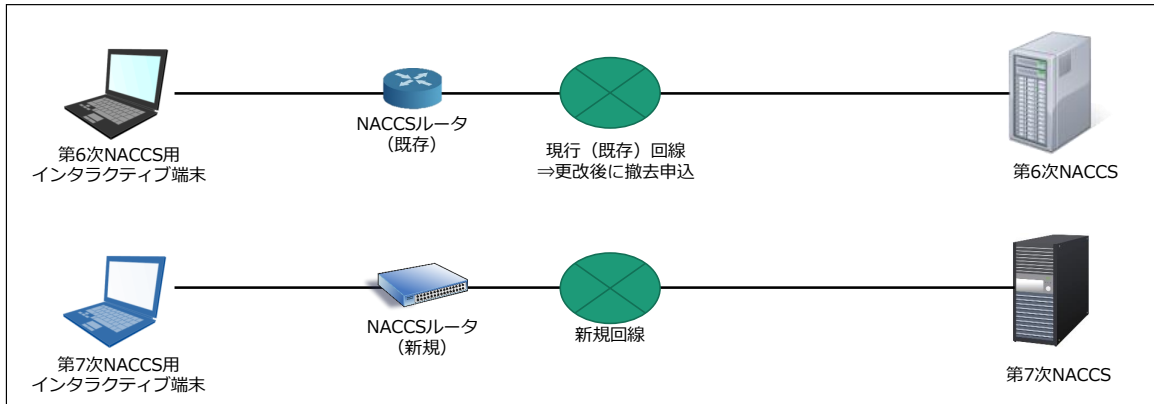 第6次NACCS用
インタラクティブ端末
NACCSルータ
（既存）
現行（既存）回線
⇒更改後に撤去申込
第6次NACCS
第7次NACCS用
インタラクティブ端末
NACCSルータ
（新規）
新規回線
第7次NACCS